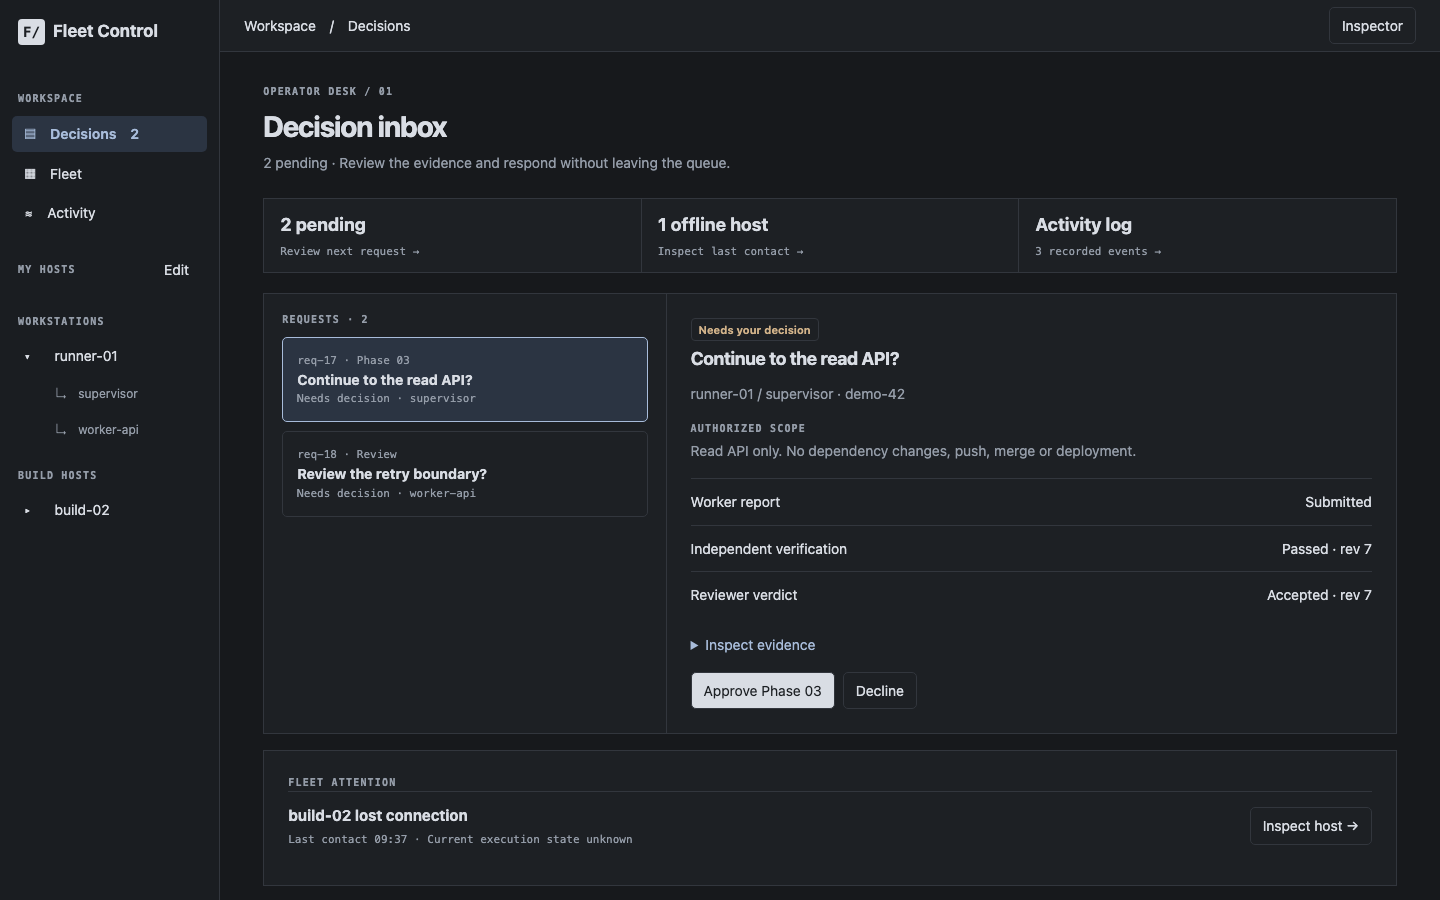 F/ Fleet Control
WORKSPACE
Decisions 2
Fleet
Activity
MY HOSTS Edit
WORKSTATIONS
runner-01
supervisor
worker-api
BUILD HOSTS
build-02
Workspace / Decisions
Inspector
OPERATOR DESK / 01
Decision inbox
2 pending · Review the evidence and respond without leaving the queue.
2 pending
Review next request →
1 offline host
Inspect last contact →
Activity log
3 recorded events →
REQUESTS · 2
req-17 · Phase 03
Continue to the read API?
Needs decision · supervisor
req-18 · Review
Review the retry boundary?
Needs decision · worker-api
Needs your decision
Continue to the read API?
runner-01 / supervisor · demo-42
AUTHORIZED SCOPE
Read API only. No dependency changes, push, merge or deployment.
Worker report Submitted
Independent verification Passed · rev 7
Reviewer verdict Accepted · rev 7
Inspect evidence
Approve Phase 03 Decline
FLEET ATTENTION
build-02 lost connection
Last contact 09:37 · Current execution state unknown
Inspect host →